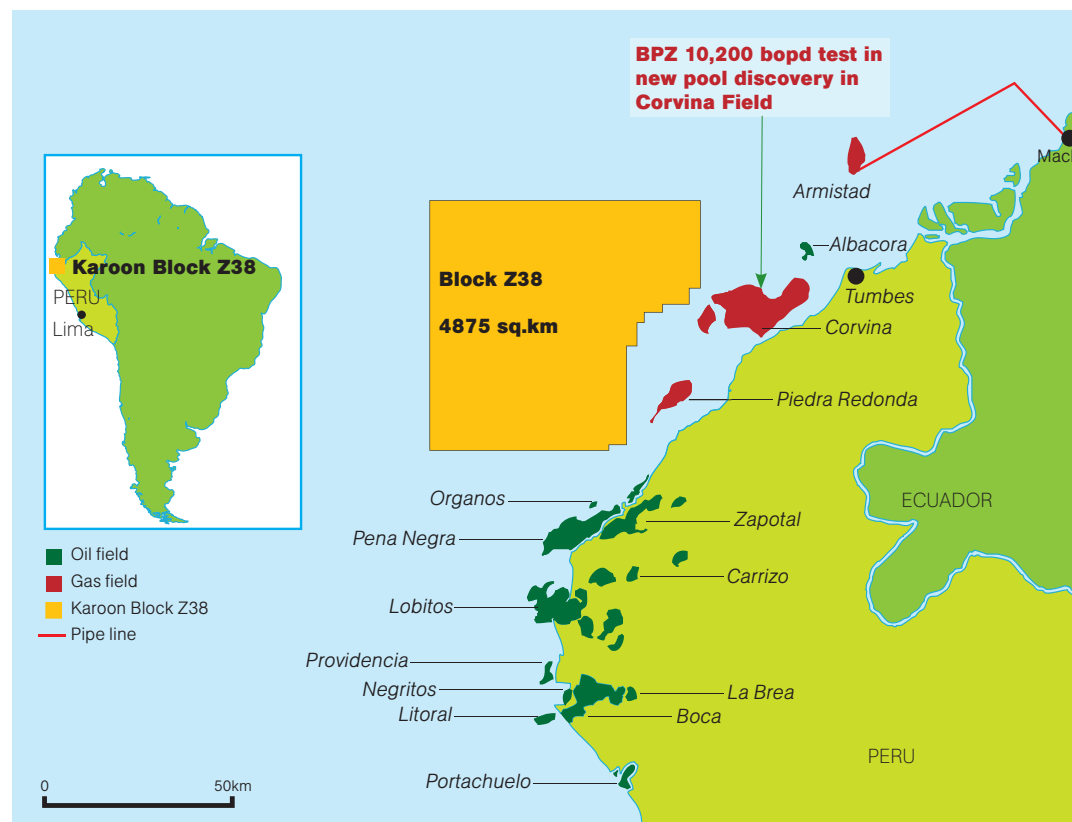 BPZ 10,200 bopd test in
new pool discovery in
Corvina Field
Mac
Armistad
Albacora
Tumbes
Corvina
Piedra Redonda
Block Z38
4875 sq.km
Karoon Block Z38
PERU
Lima
Oil field
Gas field
Karoon Block Z38
Pipe line
Organos
Pena Negra
Zapotal
Carrizo
Lobitos
Providencia
Negritos
Litoral
La Brea
Boca
Portachuelo
ECUADOR
PERU
0
50km